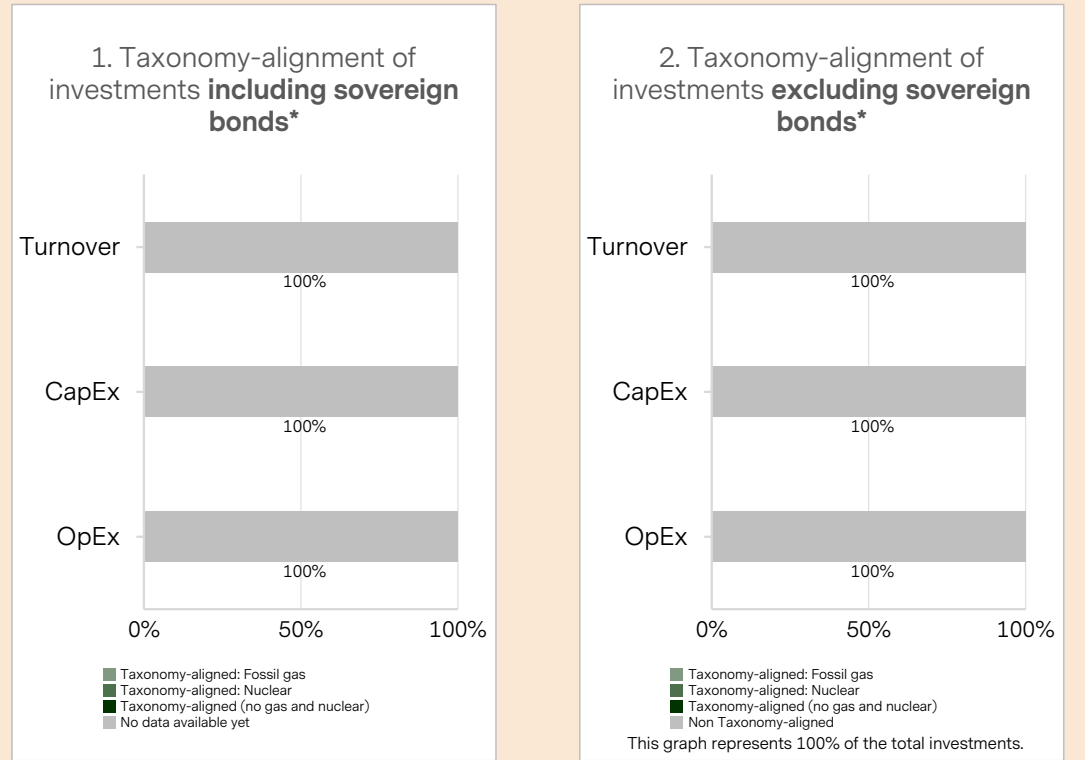 1. Taxonomy-alignment of
investments including sovereign
bonds*
Turnover
100%
CapEx
100%
OpEx
100%
0% 50% 100%
Taxonomy-aligned: Fossil gas
Taxonomy-aligned: Nuclear
Taxonomy-aligned (no gas and nuclear)
No data available yet
2. Taxonomy-alignment of
investments excluding sovereign
bonds*
Turnover
100%
CapEx
100%
OpEx
100%
0% 50% 100%
Taxonomy-aligned: Fossil gas
Taxonomy-aligned: Nuclear
Taxonomy-aligned (no gas and nuclear)
Non Taxonomy-aligned
This graph represents 100% of the total investments.